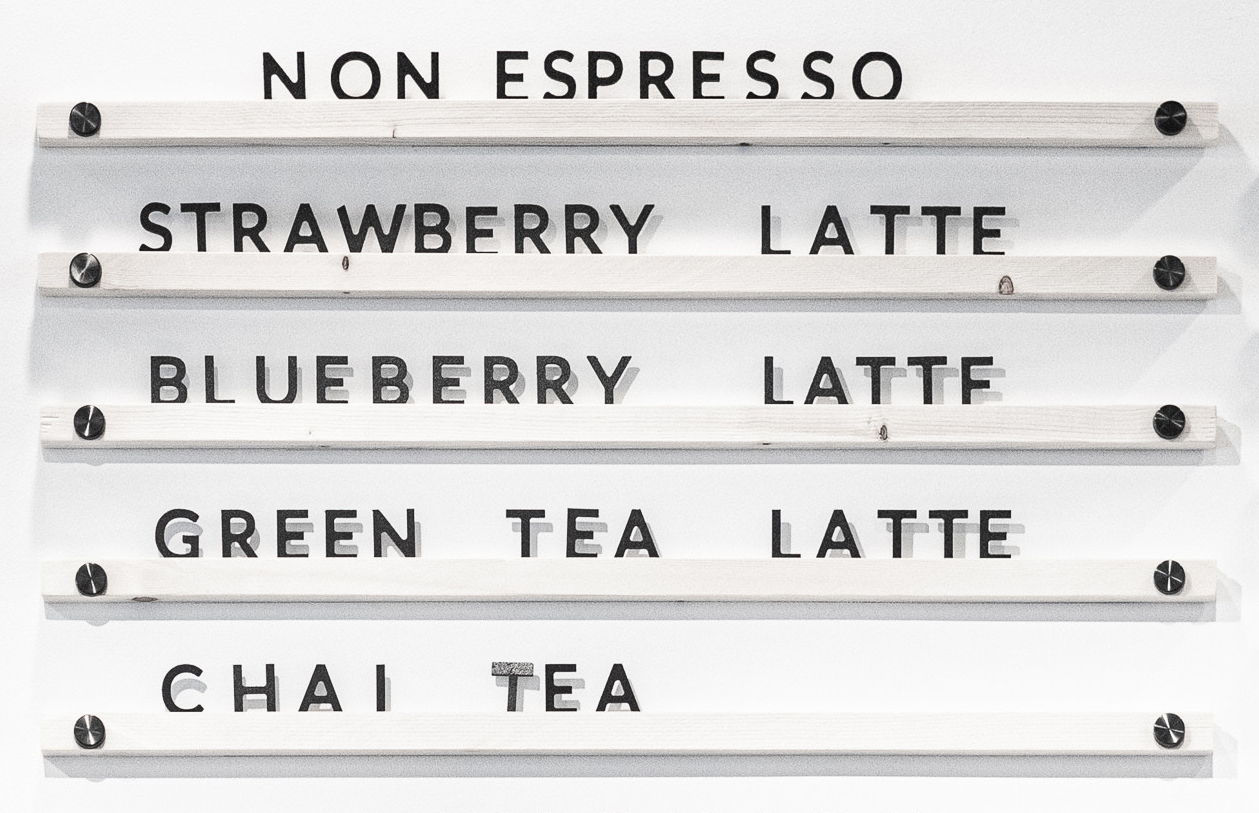 NON ESPRESSO
STRAWBERRY LATTE
BLUEBERRY LATTE
GREEN TEA LATTE
CHAI TEA